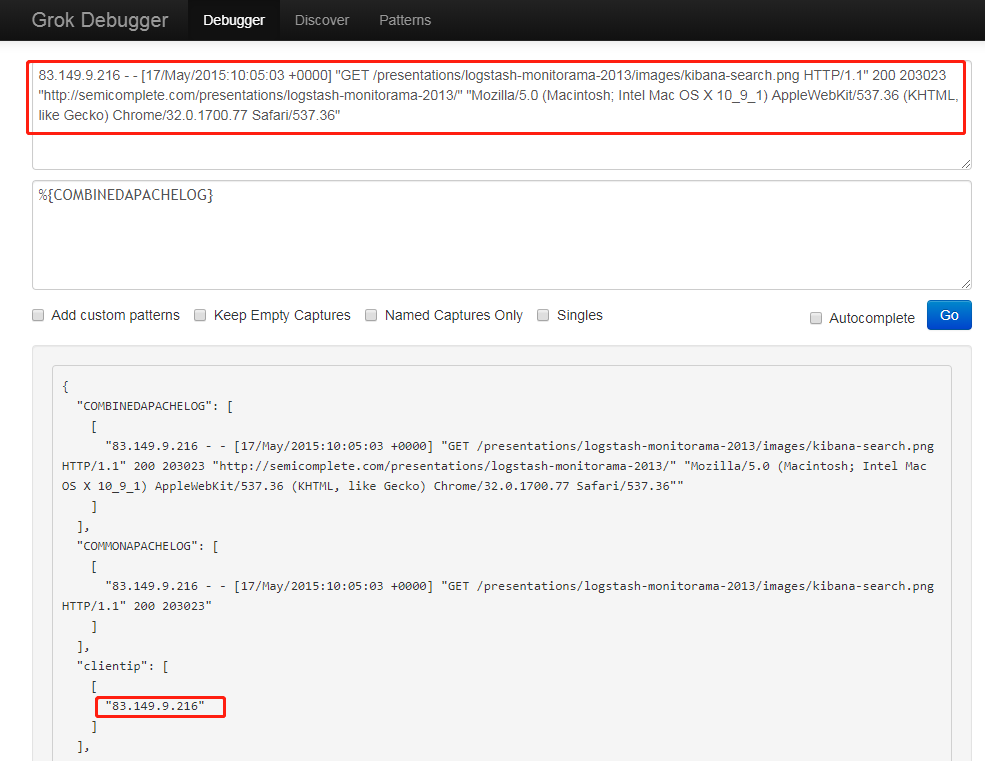 Grok Debugger Debugger Discover Patterns
83.149.9.216 - - [17/May/2015:10:05:03 +0000] "GET /presentations/logstash-monitorama-2013/images/kibana-search.png HTTP/1.1" 200 203023
"http://semicomplete.com/presentations/logstash-monitorama-2013/" "Mozilla/5.0 (Macintosh; Intel Mac OS X 10_9_1) AppleWebKit/537.36 (KHTML,
like Gecko) Chrome/32.0.1700.77 Safari/537.36"
%{COMBINEDAPACHELOG}
Add custom patterns Keep Empty Captures Named Captures Only Singles Autocomplete Go
{
"COMBINEDAPACHELOG": [
[
"83.149.9.216 - - [17/May/2015:10:05:03 +0000] "GET /presentations/logstash-monitorama-2013/images/kibana-search.png
HTTP/1.1" 200 203023 "http://semicomplete.com/presentations/logstash-monitorama-2013/" "Mozilla/5.0 (Macintosh; Intel Mac
OS X 10_9_1) AppleWebKit/537.36 (KHTML, like Gecko) Chrome/32.0.1700.77 Safari/537.36""
]
],
"COMMONAPACHELOG": [
[
"83.149.9.216 - - [17/May/2015:10:05:03 +0000] "GET /presentations/logstash-monitorama-2013/images/kibana-search.png
HTTP/1.1" 200 203023"
]
],
"clientip": [
[
"83.149.9.216"
]
],